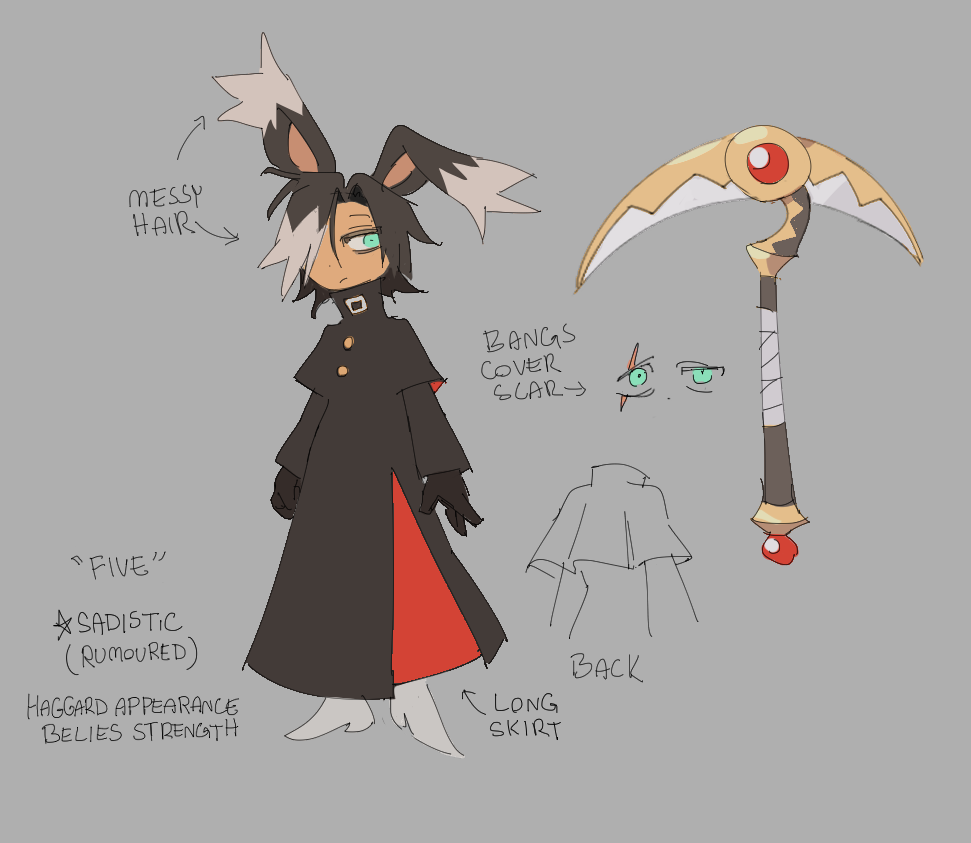 MESSY
HAIR
BANGS
COVER
SCAR
"FIVE"
☆SADISTIC
(RUMOURED)
HAGGARD APPEARANCE
BELIES STRENGTH
BACK
LONG
SKIRT